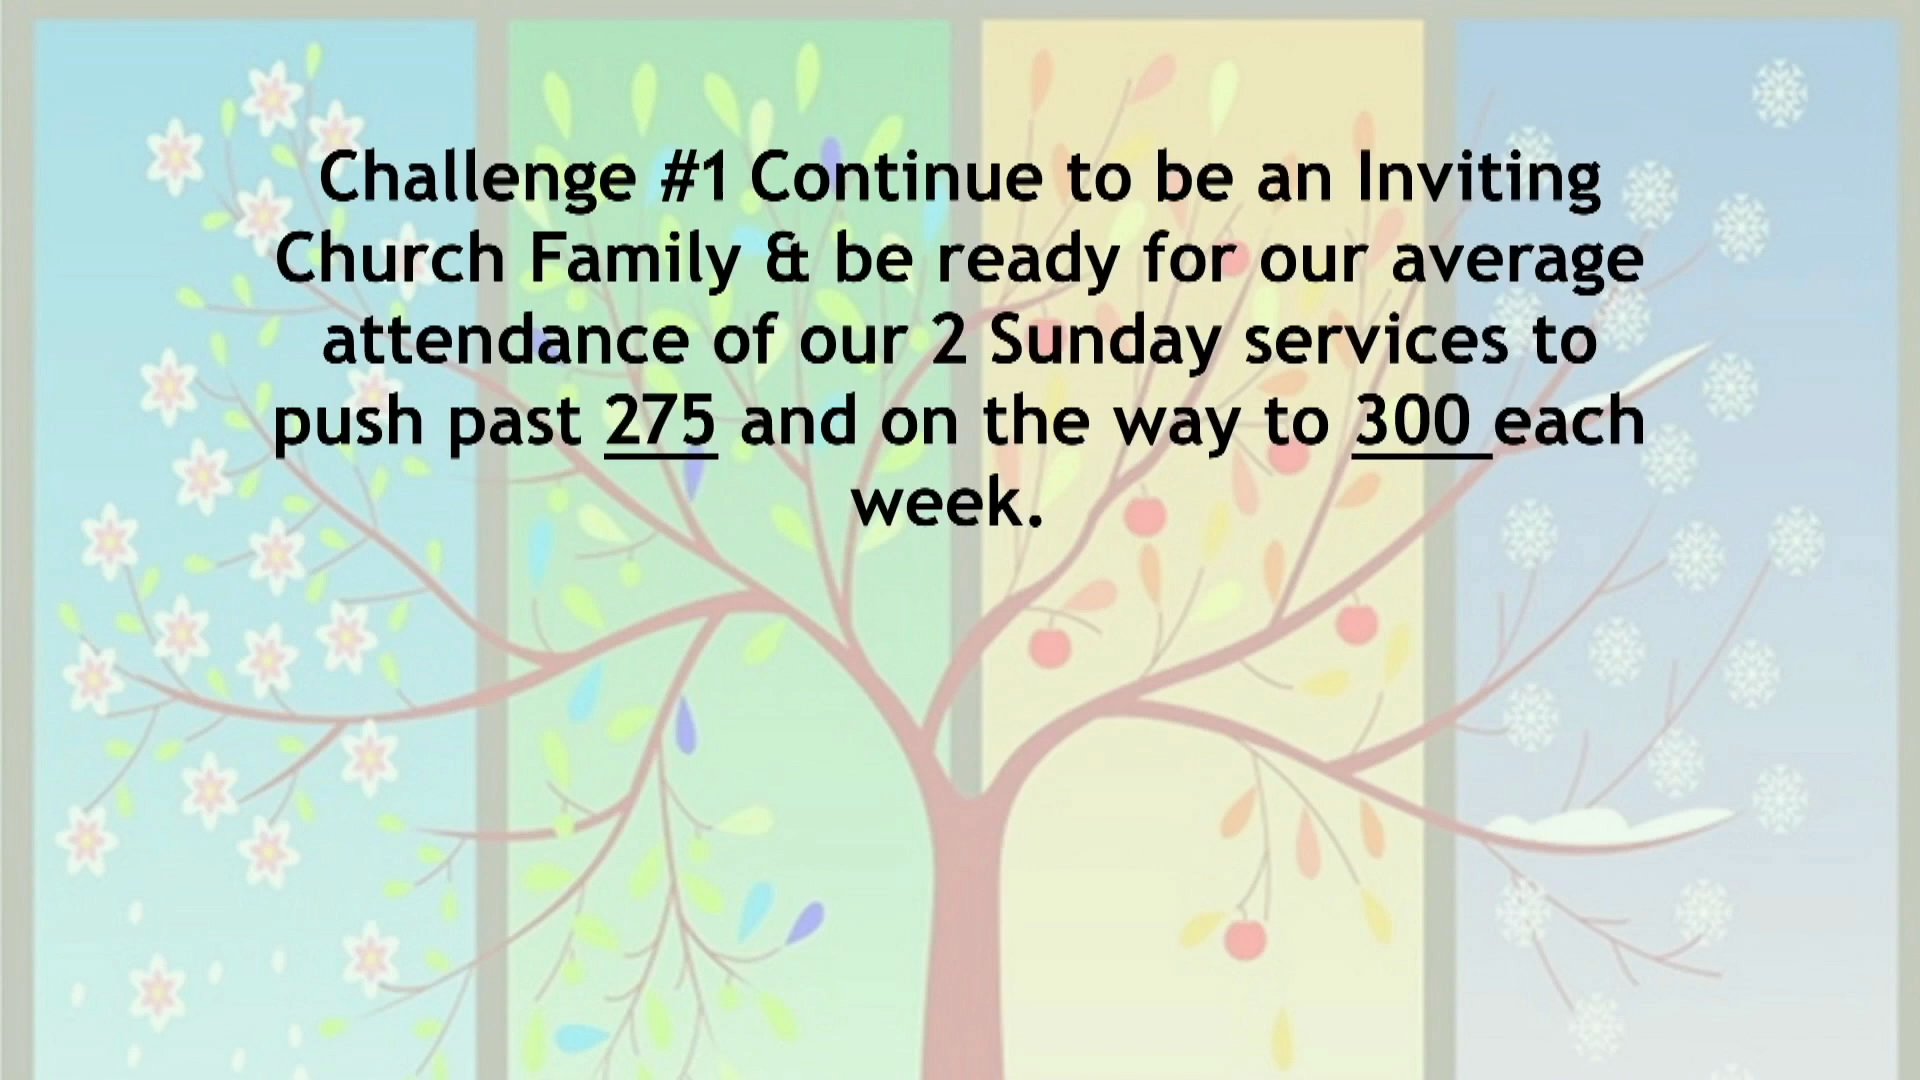 Challenge #1 Continue to be an Inviting
Church Family & be ready for our average
attendance of our 2 Sunday services to
push past 275 and on the way to 300 each
week.